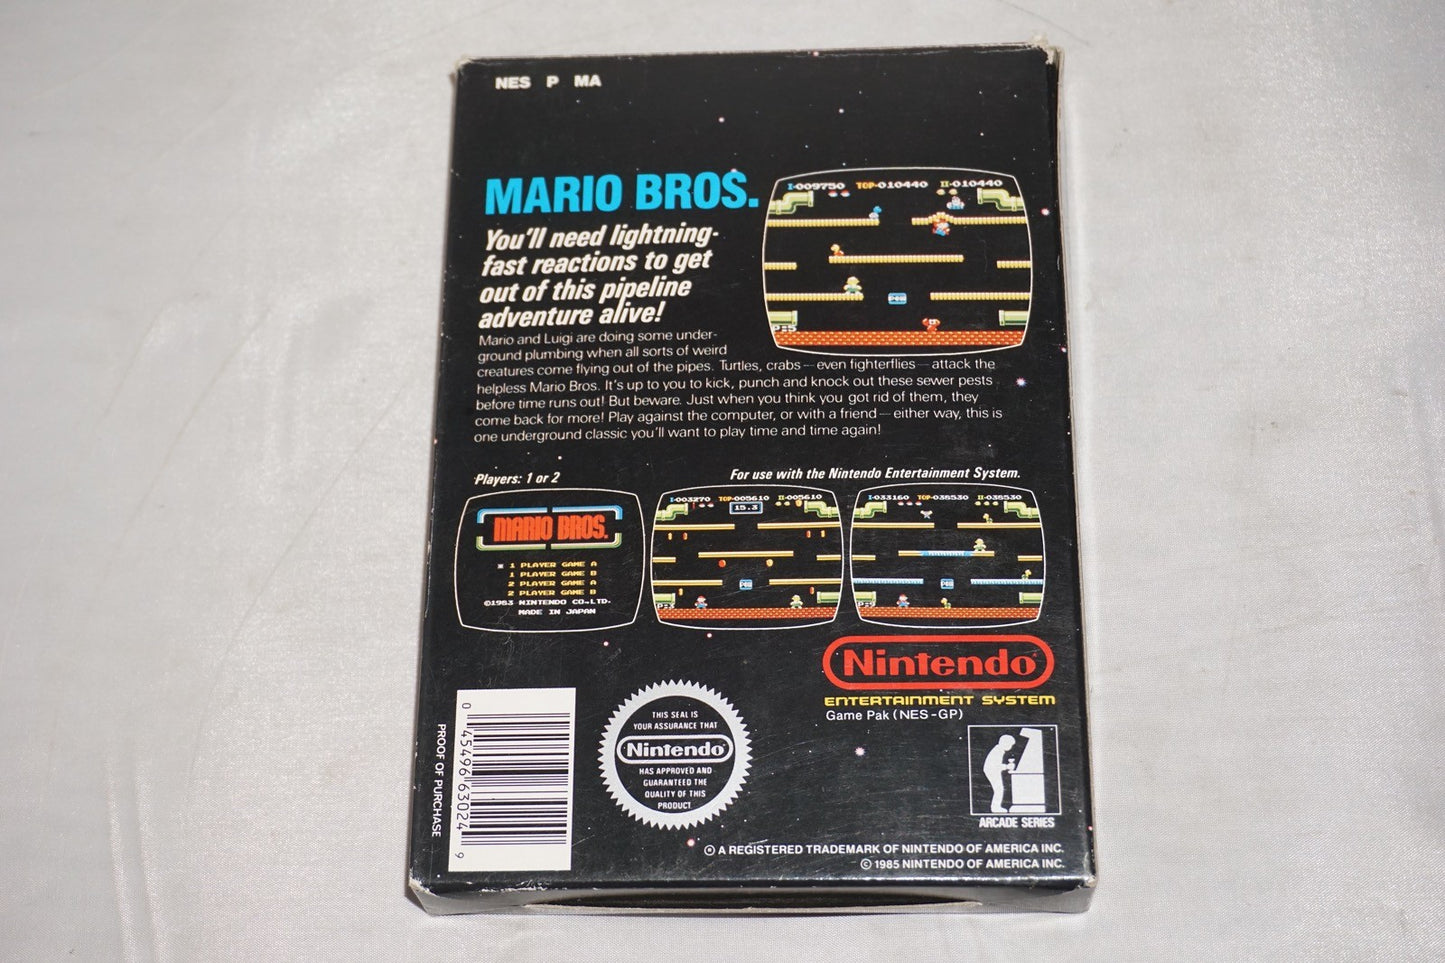 NES P MA
MARIO BROS.
You'll need lightning-
fast reactions to get
out of this pipeline
adventure alive!
Mario and Luigi are doing some under-
ground plumbing when all sorts of weird
creatures come flying out of the pipes. Turtles, crabs—even fighterflies—attack the
helpless Mario Bros. It's up to you to kick, punch and knock out these sewer pests
before time runs out! But beware. Just when you think you got rid of them, they
come back for more! Play against the computer, or with a friend—either way, this is
one underground classic you'll want to play time and time again!
I-009750 TOP-010440 II-010440
POW
P=5
Players: 1 or 2
For use with the Nintendo Entertainment System.
MARIO BROS.
1 PLAYER GAME A
1 PLAYER GAME B
2 PLAYER GAME A
2 PLAYER GAME B
©1983 NINTENDO CO.,LTD.
MADE IN JAPAN
I-003270 TOP-005610 II-005610
15.3
POW
P=3
I-033160 TOP-038530 II-038530
POW
P=9
Nintendo®
ENTERTAINMENT SYSTEM
Game Pak (NES-GP)
PROOF OF PURCHASE
0 45496 63024 9
THIS SEAL IS
YOUR ASSURANCE THAT
Nintendo®
HAS APPROVED AND
GUARANTEED THE
QUALITY OF THIS
PRODUCT.
ARCADE SERIES
® A REGISTERED TRADEMARK OF NINTENDO OF AMERICA INC.
© 1985 NINTENDO OF AMERICA INC.